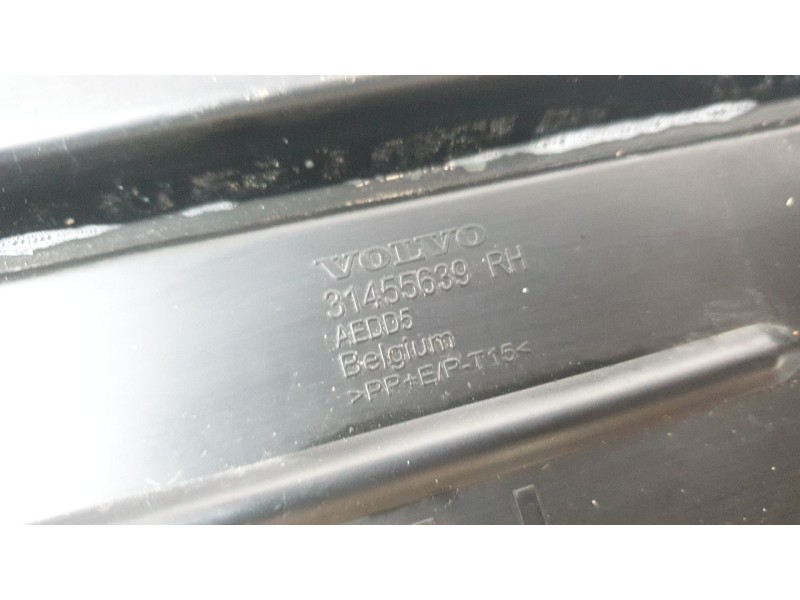 VOLVO
31455639 RH
AEDD5
Belgium
>PP+E/P-T15<